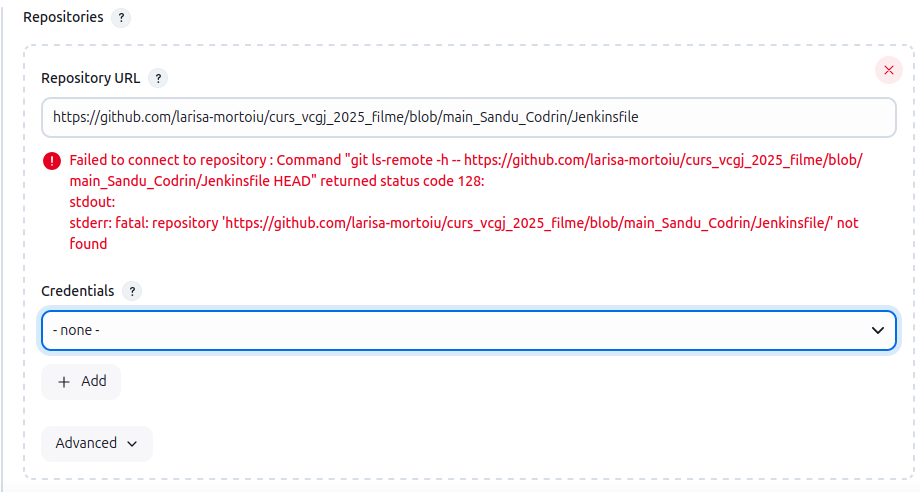 Repositories ?
Repository URL ?
https://github.com/larisa-mortoiu/curs_vcgj_2025_filme/blob/main_Sandu_Codrin/Jenkinsfile
Failed to connect to repository : Command "git ls-remote -h -- https://github.com/larisa-mortoiu/curs_vcgj_2025_filme/blob/
main_Sandu_Codrin/Jenkinsfile HEAD" returned status code 128:
stdout:
stderr: fatal: repository 'https://github.com/larisa-mortoiu/curs_vcgj_2025_filme/blob/main_Sandu_Codrin/Jenkinsfile/' not
found
Credentials ?
- none -
+ Add
Advanced